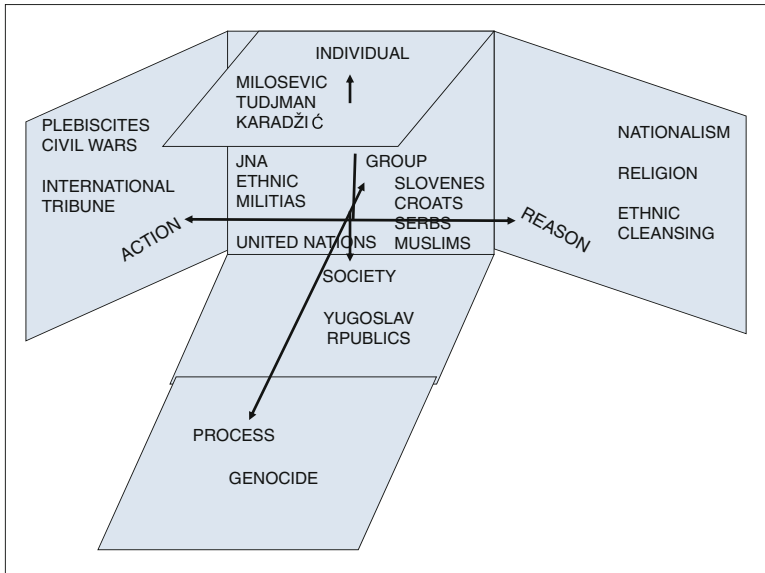 INDIVIDUAL
MILOSEVIC
TUDJMAN
KARADŽIĆ
PLEBISCITES
CIVIL WARS
INTERNATIONAL
TRIBUNE
ACTION
JNA
ETHNIC
MILITIAS
UNITED NATIONS
GROUP
SLOVENES
CROATS
SERBS
MUSLIMS
REASON
NATIONALISM
RELIGION
ETHNIC
CLEANSING
SOCIETY
YUGOSLAV
RPUBLICS
PROCESS
GENOCIDE